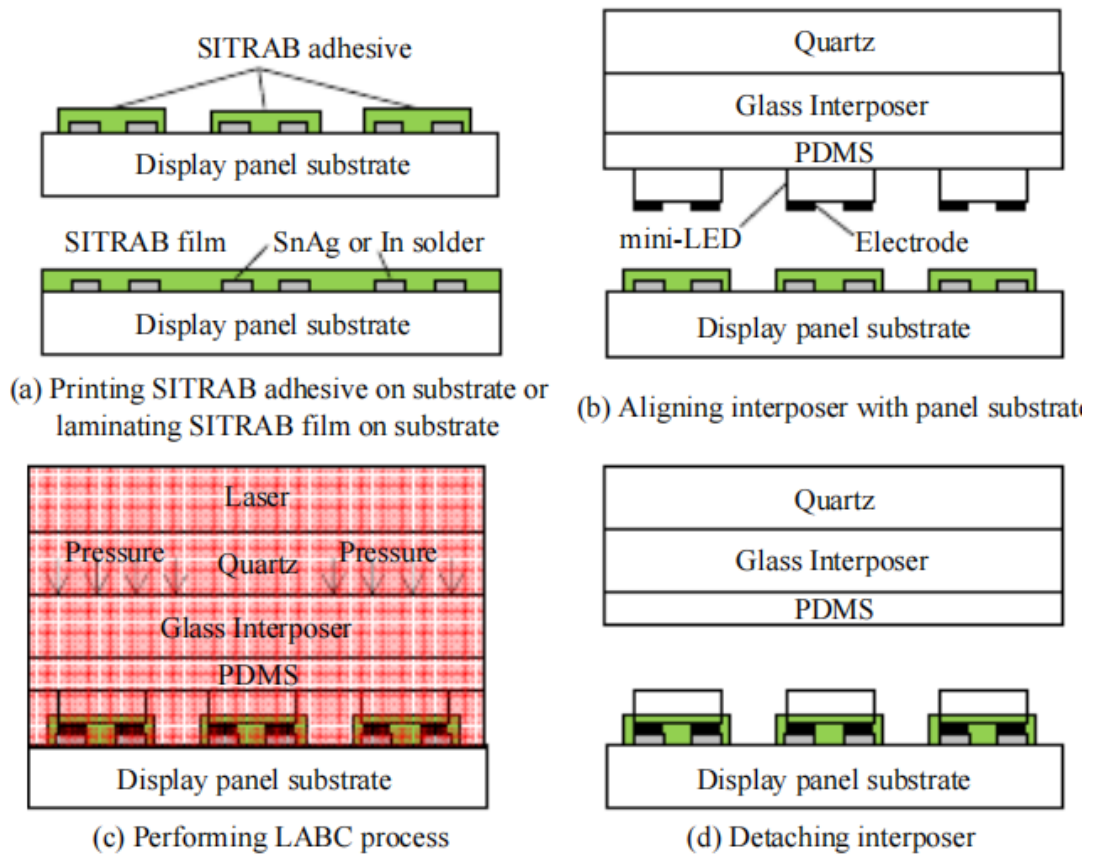 SITRAB adhesive
Display panel substrate
SITRAB film
SnAg or In solder
Display panel substrate
(a) Printing SITRAB adhesive on substrate or
laminating SITRAB film on substrate
Quartz
Glass Interposer
PDMS
mini-LED
Electrode
Display panel substrate
(b) Aligning interposer with panel substrat
Laser
Pressure
Quartz
Pressure
Glass Interposer
PDMS
Display panel substrate
(c) Performing LABC process
Quartz
Glass Interposer
PDMS
Display panel substrate
(d) Detaching interposer